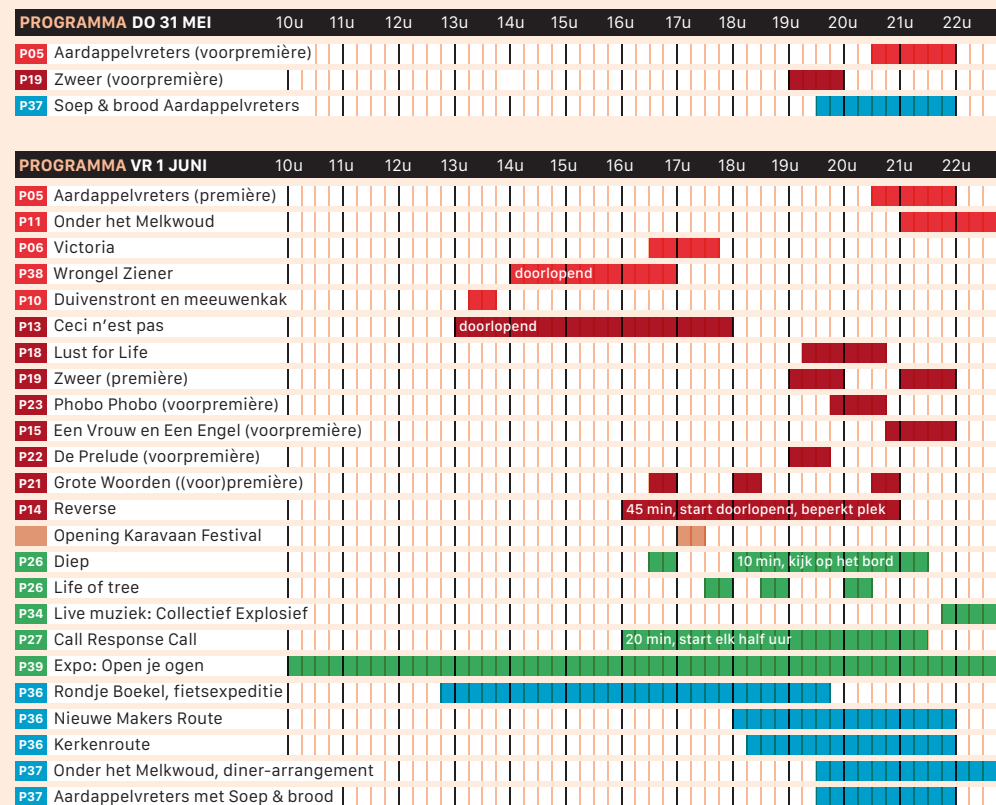 PROGRAMMA DO 31 MEI 10u 11u 12u 13u 14u 15u 16u 17u 18u 19u 20u 21u 22u
P05 Aardappelvreters (voorpremière)
P19 Zweer (voorpremière)
P37 Soep & brood Aardappelvreters
PROGRAMMA VR 1 JUNI 10u 11u 12u 13u 14u 15u 16u 17u 18u 19u 20u 21u 22u
P05 Aardappelvreters (première)
P11 Onder het Melkwoud
P06 Victoria
P38 Wrongel Ziener doorlopend
P10 Duivenstront en meeuwenkak
P13 Ceci n’est pas doorlopend
P18 Lust for Life
P19 Zweer (première)
P23 Phobo Phobo (voorpremière)
P15 Een Vrouw en Een Engel (voorpremière)
P22 De Prelude (voorpremière)
P21 Grote Woorden ((voor)première)
P14 Reverse 45 min, start doorlopend, beperkt plek
Opening Karavaan Festival
P26 Diep 10 min, kijk op het bord
P26 Life of tree
P34 Live muziek: Collectief Explosief
P27 Call Response Call 20 min, start elk half uur
P39 Expo: Open je ogen
P36 Rondje Boekel, fietsexpeditie
P36 Nieuwe Makers Route
P36 Kerkenroute
P37 Onder het Melkwoud, diner-arrangement
P37 Aardappelvreters met Soep & brood